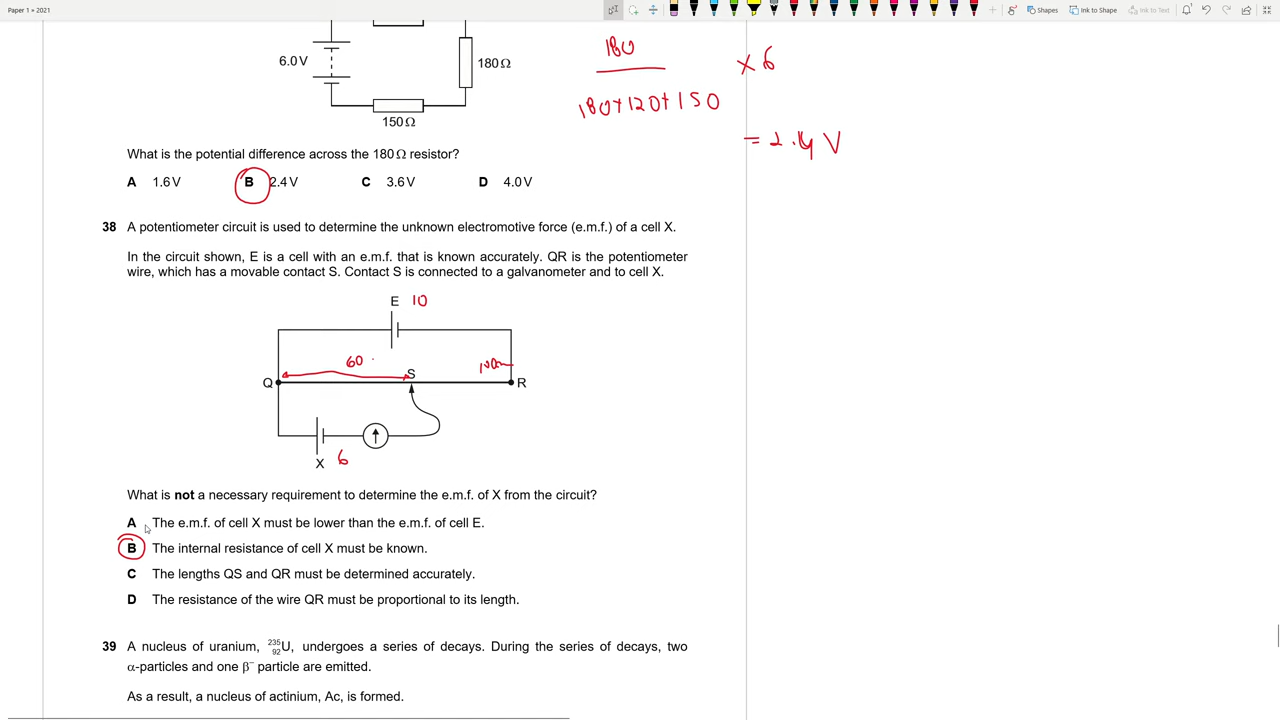 Paper 1 » 2021
Shapes
Ink to Shape
Ink to Text
38
6.0 V
180 Ω
150 Ω
180
180+120+150
× 6
= 2.4 V
What is the potential difference across the 180 Ω resistor?
A 1.6 V B 2.4 V C 3.6 V D 4.0 V
38 A potentiometer circuit is used to determine the unknown electromotive force (e.m.f.) of a cell X.
In the circuit shown, E is a cell with an e.m.f. that is known accurately. QR is the potentiometer
wire, which has a movable contact S. Contact S is connected to a galvanometer and to cell X.
E 10
60
S
100m
Q
R
X 6
What is not a necessary requirement to determine the e.m.f. of X from the circuit?
A The e.m.f. of cell X must be lower than the e.m.f. of cell E.
B The internal resistance of cell X must be known.
C The lengths QS and QR must be determined accurately.
D The resistance of the wire QR must be proportional to its length.
39 A nucleus of uranium, ²³⁵₉₂U, undergoes a series of decays. During the series of decays, two
α-particles and one β⁻ particle are emitted.
As a result, a nucleus of actinium, Ac, is formed.